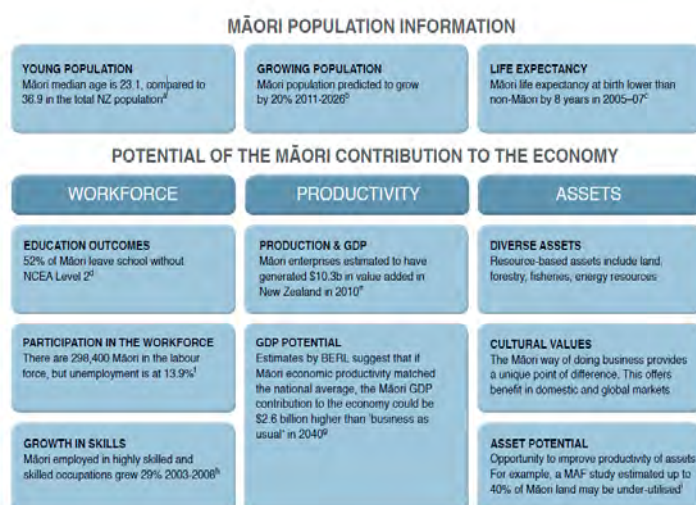 MĀORI POPULATION INFORMATION
YOUNG POPULATION
Māori median age is 23.1, compared to
36.9 in the total NZ populationᵃ
GROWING POPULATION
Māori population predicted to grow
by 20% 2011-2026ᵇ
LIFE EXPECTANCY
Māori life expectancy at birth lower than
non-Māori by 8 years in 2005–07ᶜ
POTENTIAL OF THE MĀORI CONTRIBUTION TO THE ECONOMY
WORKFORCE
PRODUCTIVITY
ASSETS
EDUCATION OUTCOMES
52% of Māori leave school without
NCEA Level 2ᵈ
PRODUCTION & GDP
Māori enterprises estimated to have
generated $10.3b in value added in
New Zealand in 2010ᵉ
DIVERSE ASSETS
Resource-based assets include land,
forestry, fisheries, energy resources
PARTICIPATION IN THE WORKFORCE
There are 298,400 Māori in the labour
force, but unemployment is at 13.9%ᶠ
GDP POTENTIAL
Estimates by BERL suggest that if
Māori economic productivity matched
the national average, the Māori GDP
contribution to the economy could be
$2.6 billion higher than 'business as
usual' in 2040ᵍ
CULTURAL VALUES
The Māori way of doing business provides
a unique point of difference. This offers
benefit in domestic and global markets
GROWTH IN SKILLS
Māori employed in highly skilled and
skilled occupations grew 29% 2003-2008ʰ
ASSET POTENTIAL
Opportunity to improve productivity of assets
For example, a MAF study estimated up to
40% of Māori land may be under-utilisedⁱ